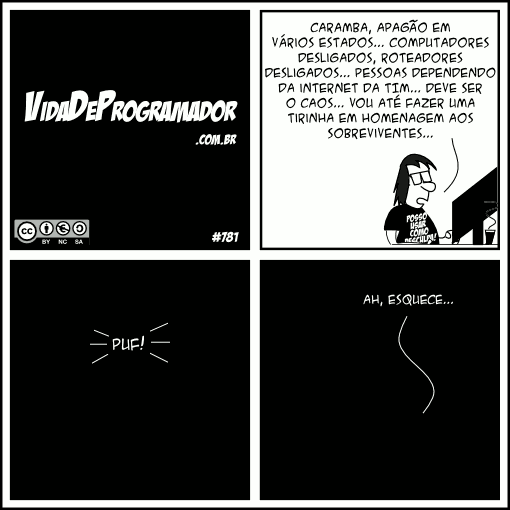 VidaDeProgramador
.com.br
BY NC SA
#781
CARAMBA, APAGÃO EM
VÁRIOS ESTADOS... COMPUTADORES
DESLIGADOS, ROTEADORES
DESLIGADOS... PESSOAS DEPENDENDO
DA INTERNET DA TIM... DEVE SER
O CAOS... VOU ATÉ FAZER UMA
TIRINHA EM HOMENAGEM AOS
SOBREVIVENTES...
POSSO
USAR
COMO
DESCULPA!
PUF!
AH, ESQUECE...